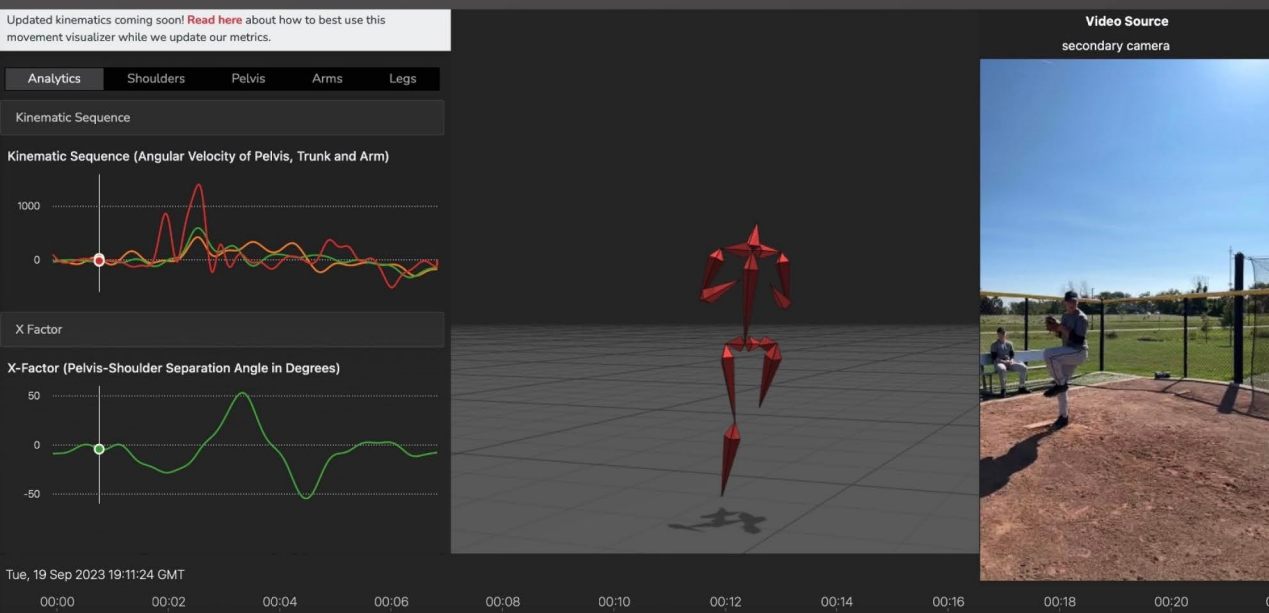 Updated kinematics coming soon! Read here about how to best use this
movement visualizer while we update our metrics.
Analytics Shoulders Pelvis Arms Legs
Kinematic Sequence
Kinematic Sequence (Angular Velocity of Pelvis, Trunk and Arm)
1000
0
X Factor
X-Factor (Pelvis-Shoulder Separation Angle in Degrees)
50
0
-50
Video Source
secondary camera
Tue, 19 Sep 2023 19:11:24 GMT
00:00 00:02 00:04 00:06 00:08 00:10 00:12 00:14 00:16 00:18 00:20